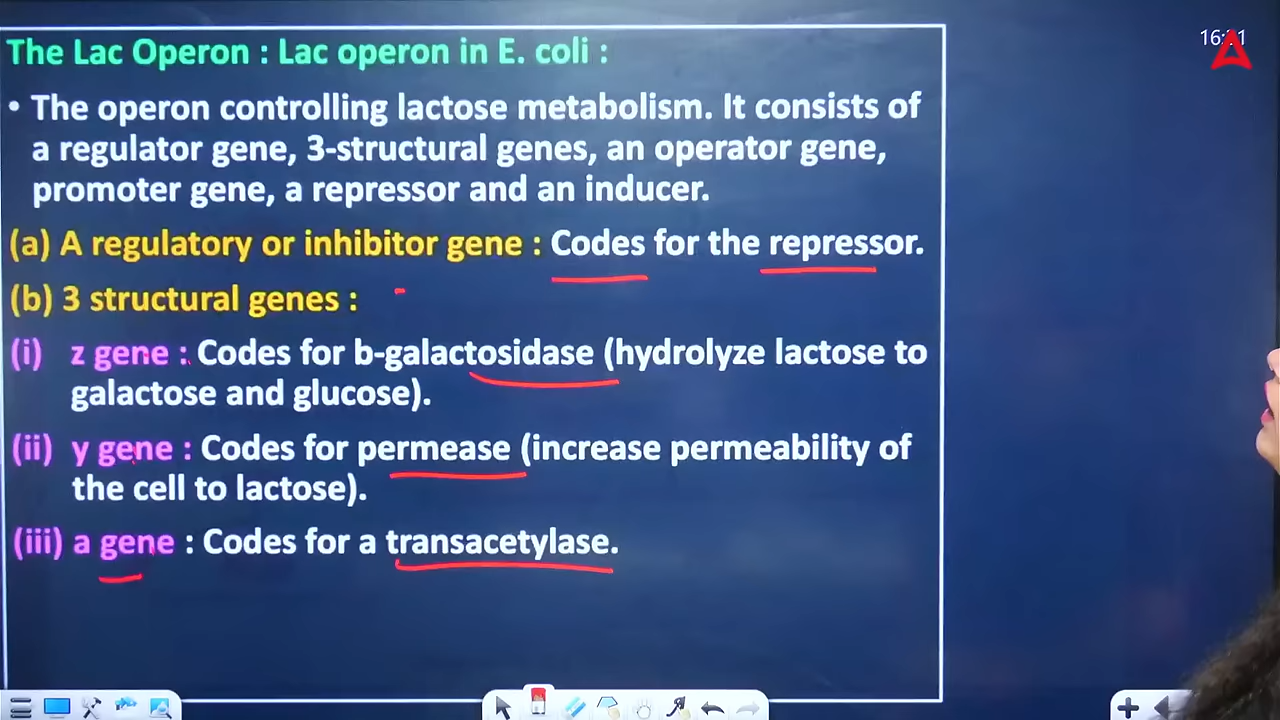 The Lac Operon : Lac operon in E. coli :
• The operon controlling lactose metabolism. It consists of
a regulator gene, 3-structural genes, an operator gene,
promoter gene, a repressor and an inducer.
(a) A regulatory or inhibitor gene : Codes for the repressor.
(b) 3 structural genes :
(i) z gene : Codes for b-galactosidase (hydrolyze lactose to
galactose and glucose).
(ii) y gene : Codes for permease (increase permeability of
the cell to lactose).
(iii) a gene : Codes for a transacetylase.